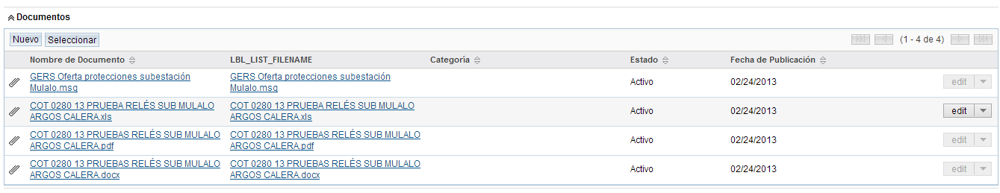 Documentos
Nuevo Seleccionar (1 - 4 de 4)
Nombre de Documento LBL_LIST_FILENAME Categoría Estado Fecha de Publicación
GERS Oferta protecciones subestación GERS Oferta protecciones subestación
Mulalo.msg Mulalo.msg Activo 02/24/2013 edit
COT 0280 13 PRUEBA RELÉS SUB MULALO COT 0280 13 PRUEBA RELÉS SUB MULALO
ARGOS CALERA.xls ARGOS CALERA.xls Activo 02/24/2013 edit
COT 0280 13 PRUEBAS RELÉS SUB MULALO COT 0280 13 PRUEBAS RELÉS SUB MULALO
ARGOS CALERA.pdf ARGOS CALERA.pdf Activo 02/24/2013 edit
COT 0280 13 PRUEBAS RELÉS SUB MULALO COT 0280 13 PRUEBAS RELÉS SUB MULALO
ARGOS CALERA.docx ARGOS CALERA.docx Activo 02/24/2013 edit